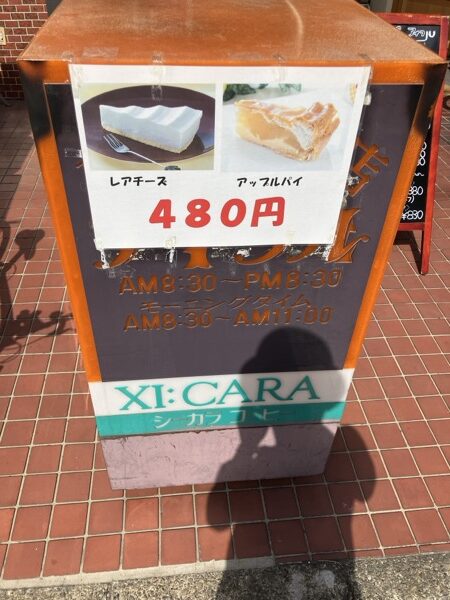 レアチーズ アップルパイ
480円
AM8:30〜PM8:30
モーニングタイム
AM8:30〜AM11:00
XI:CARA
シーカラコーヒー
¥830